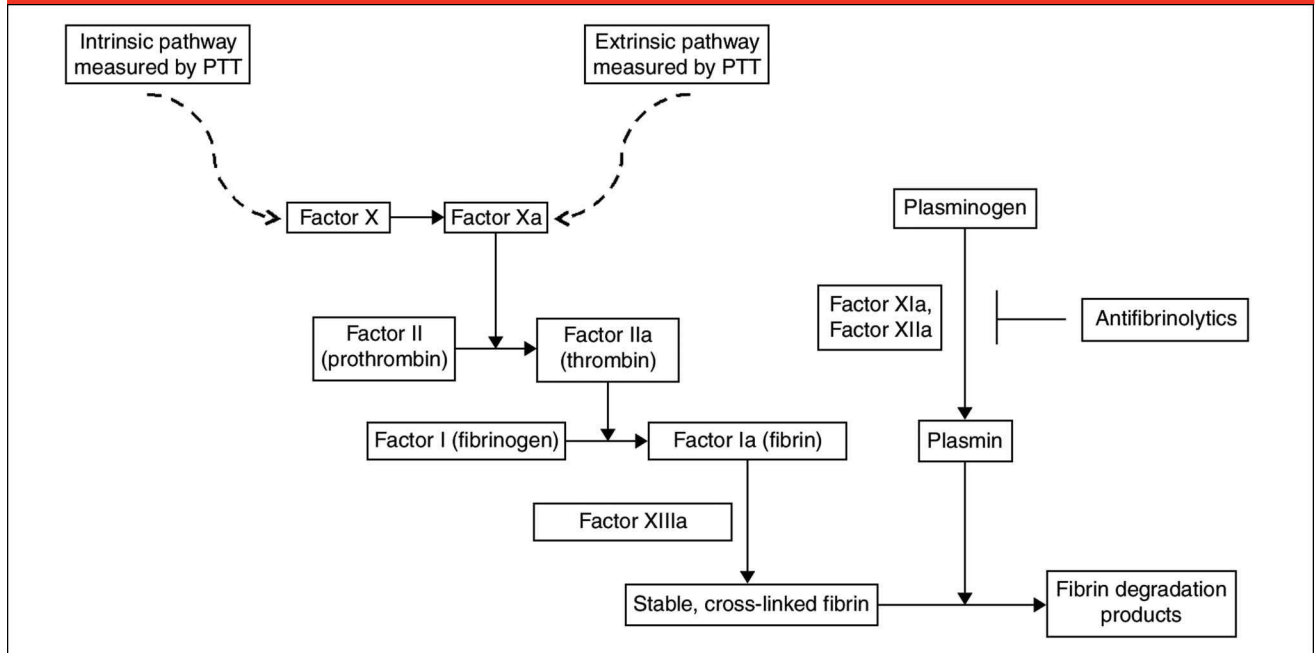 Intrinsic pathway
measured by PTT
Extrinsic pathway
measured by PTT
Factor X
Factor Xa
Plasminogen
Factor XIa,
Factor XIIa
Antifibrinolytics
Factor II
(prothrombin)
Factor IIa
(thrombin)
Factor I (fibrinogen)
Factor Ia (fibrin)
Plasmin
Factor XIIIa
Stable, cross-linked fibrin
Fibrin degradation
products